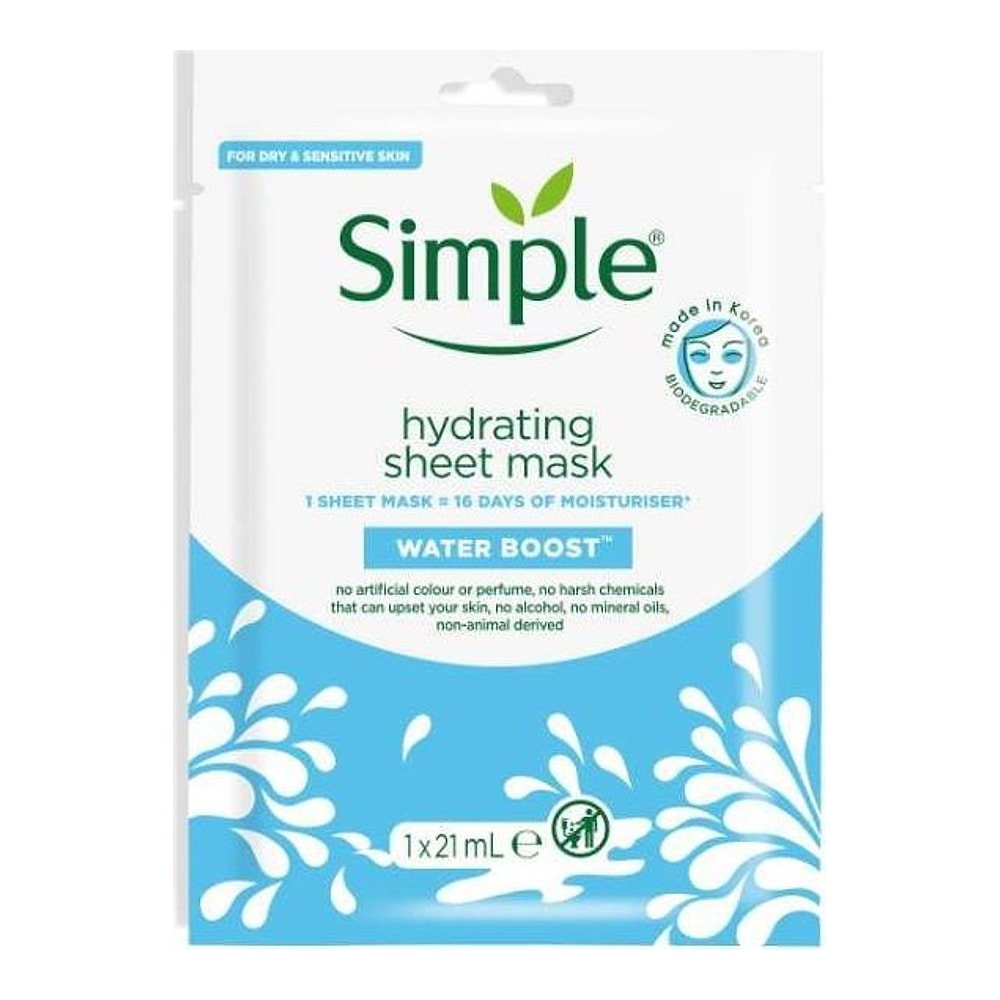 FOR DRY & SENSITIVE SKIN
Simple®
made in Korea
BIODEGRADABLE
hydrating
sheet mask
1 SHEET MASK = 16 DAYS OF MOISTURISER*
WATER BOOST™
no artificial colour or perfume, no harsh chemicals
that can upset your skin, no alcohol, no mineral oils,
non-animal derived
1 x 21 mL ℮